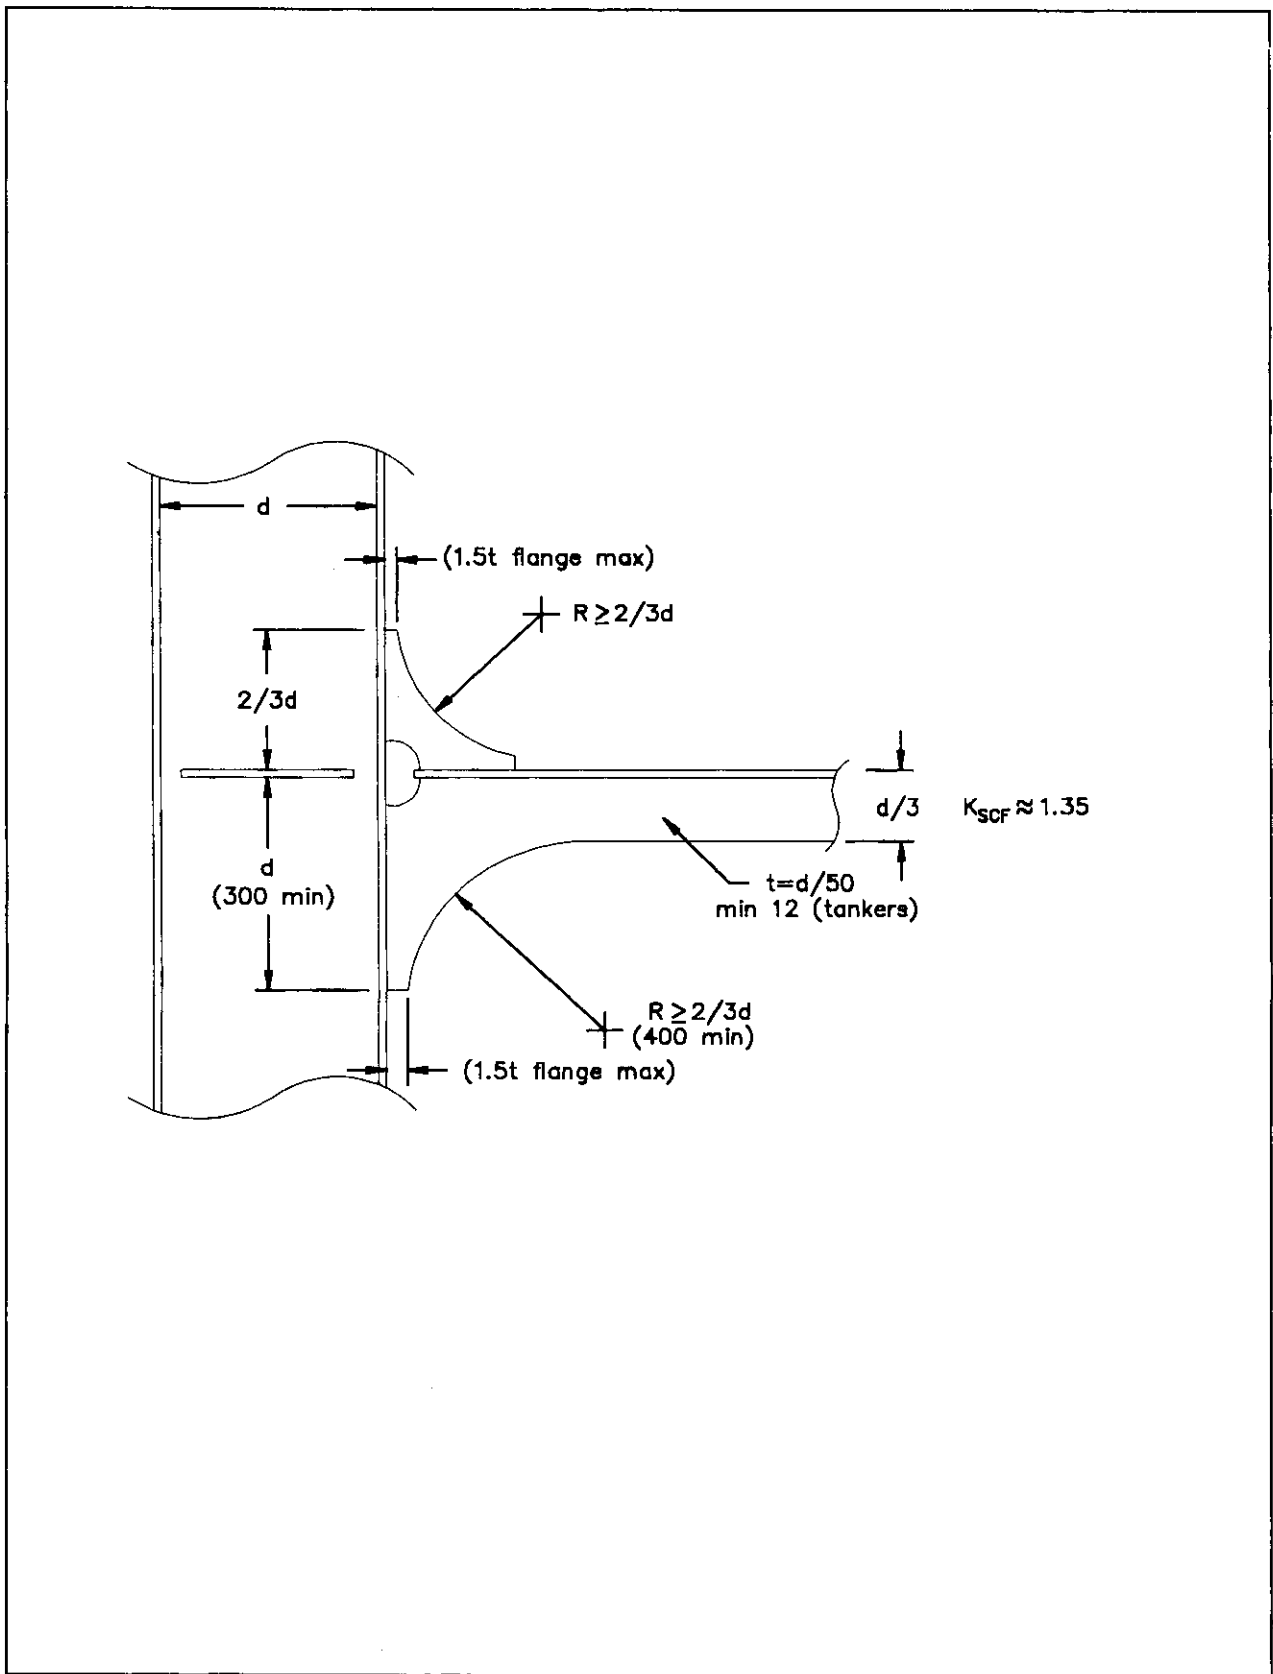 d
(1.5t flange max)
R ≥ 2/3d
2/3d
d/3
K_SCF ≈ 1.35
d
(300 min)
t=d/50
min 12 (tankers)
R ≥ 2/3d
(400 min)
(1.5t flange max)